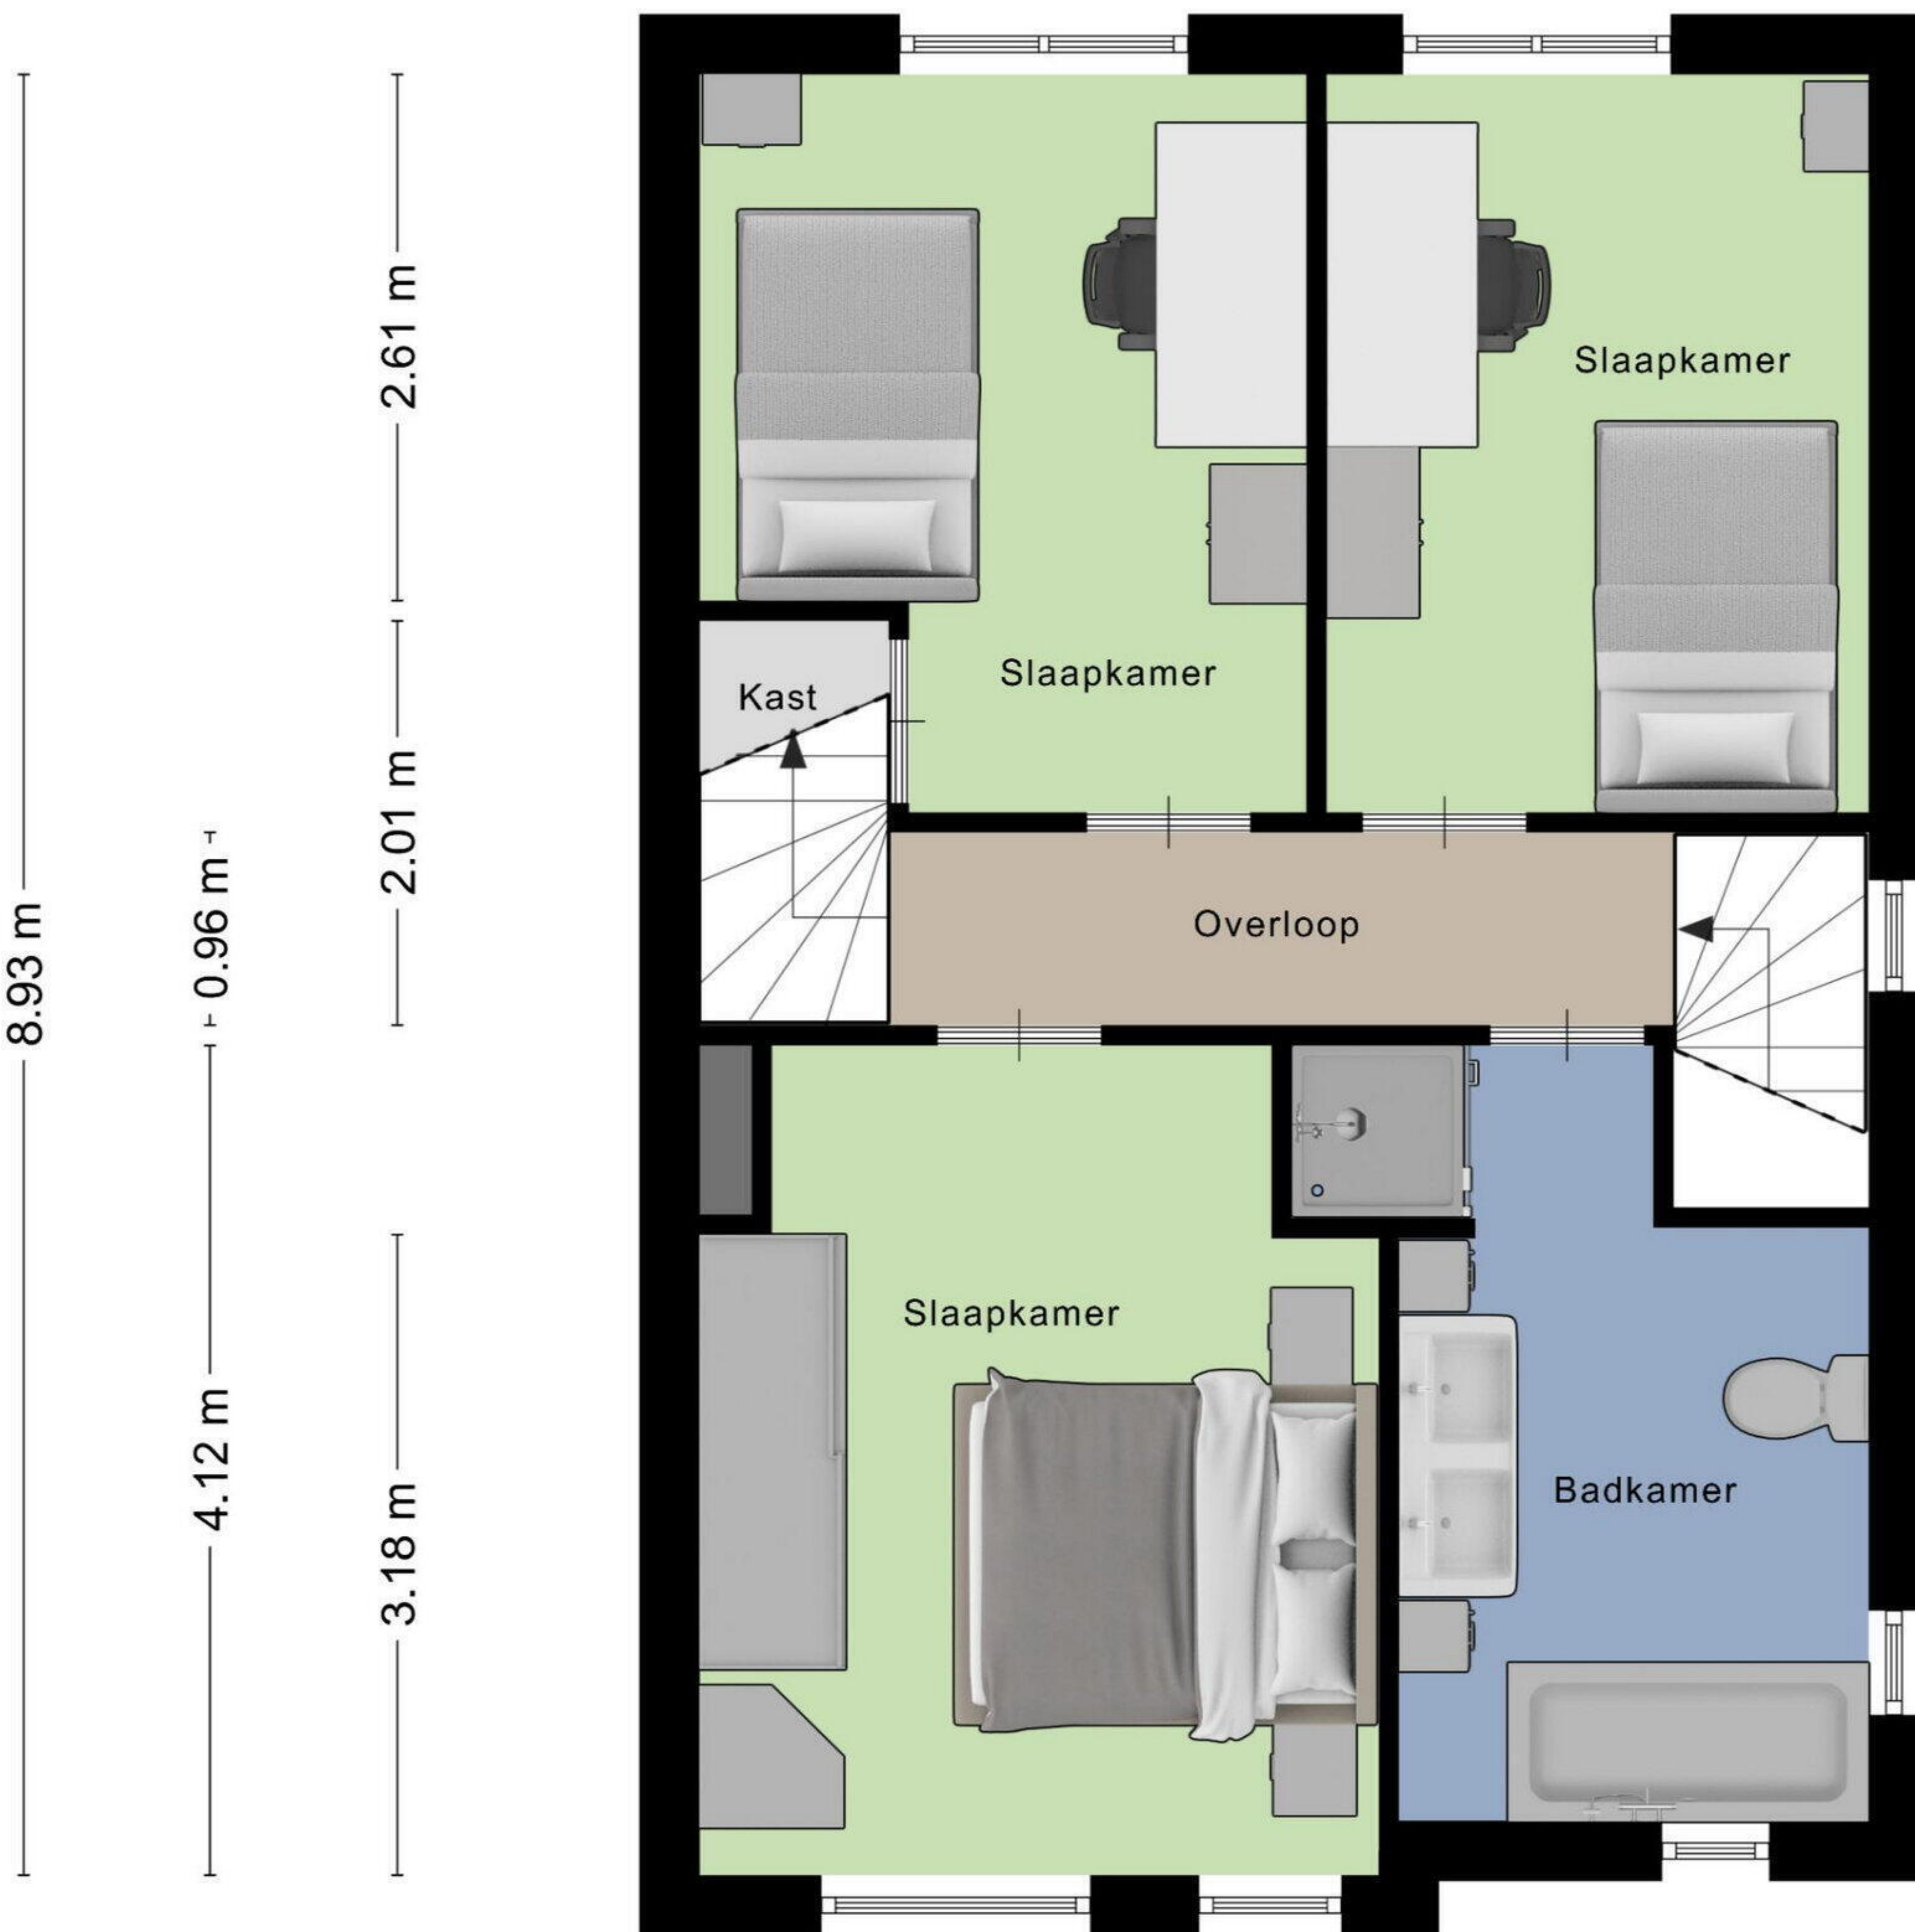 8.93 m
0.96 m
4.12 m
2.61 m
2.01 m
3.18 m
Slaapkamer
Slaapkamer
Kast
Overloop
Slaapkamer
Badkamer